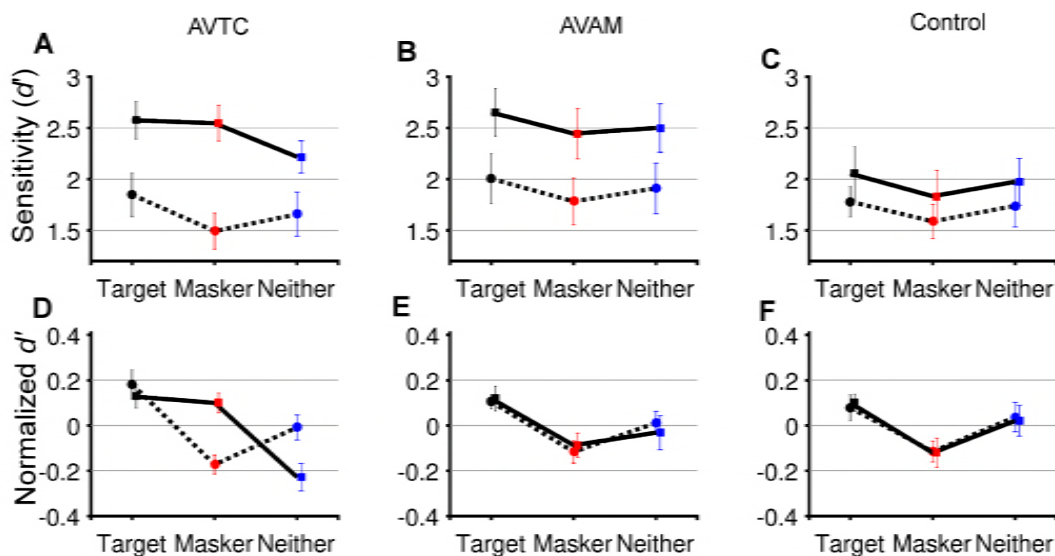 AVTC AVAM Control
A B C
Sensitivity (d')
3 3 3
2.5 2.5 2.5
2 2 2
1.5 1.5 1.5
Target Masker Neither Target Masker Neither Target Masker Neither
D E F
Normalized d'
0.4 0.4 0.4
0.2 0.2 0.2
0 0 0
-0.2 -0.2 -0.2
-0.4 -0.4 -0.4
Target Masker Neither Target Masker Neither Target Masker Neither